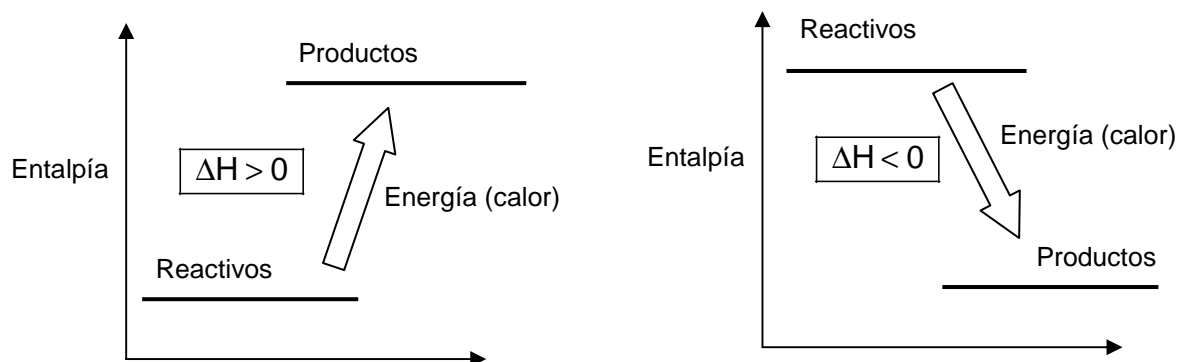 Productos
Entalpía
ΔH > 0
Energía (calor)
Reactivos
Reactivos
Energía (calor)
Entalpía
ΔH < 0
Productos